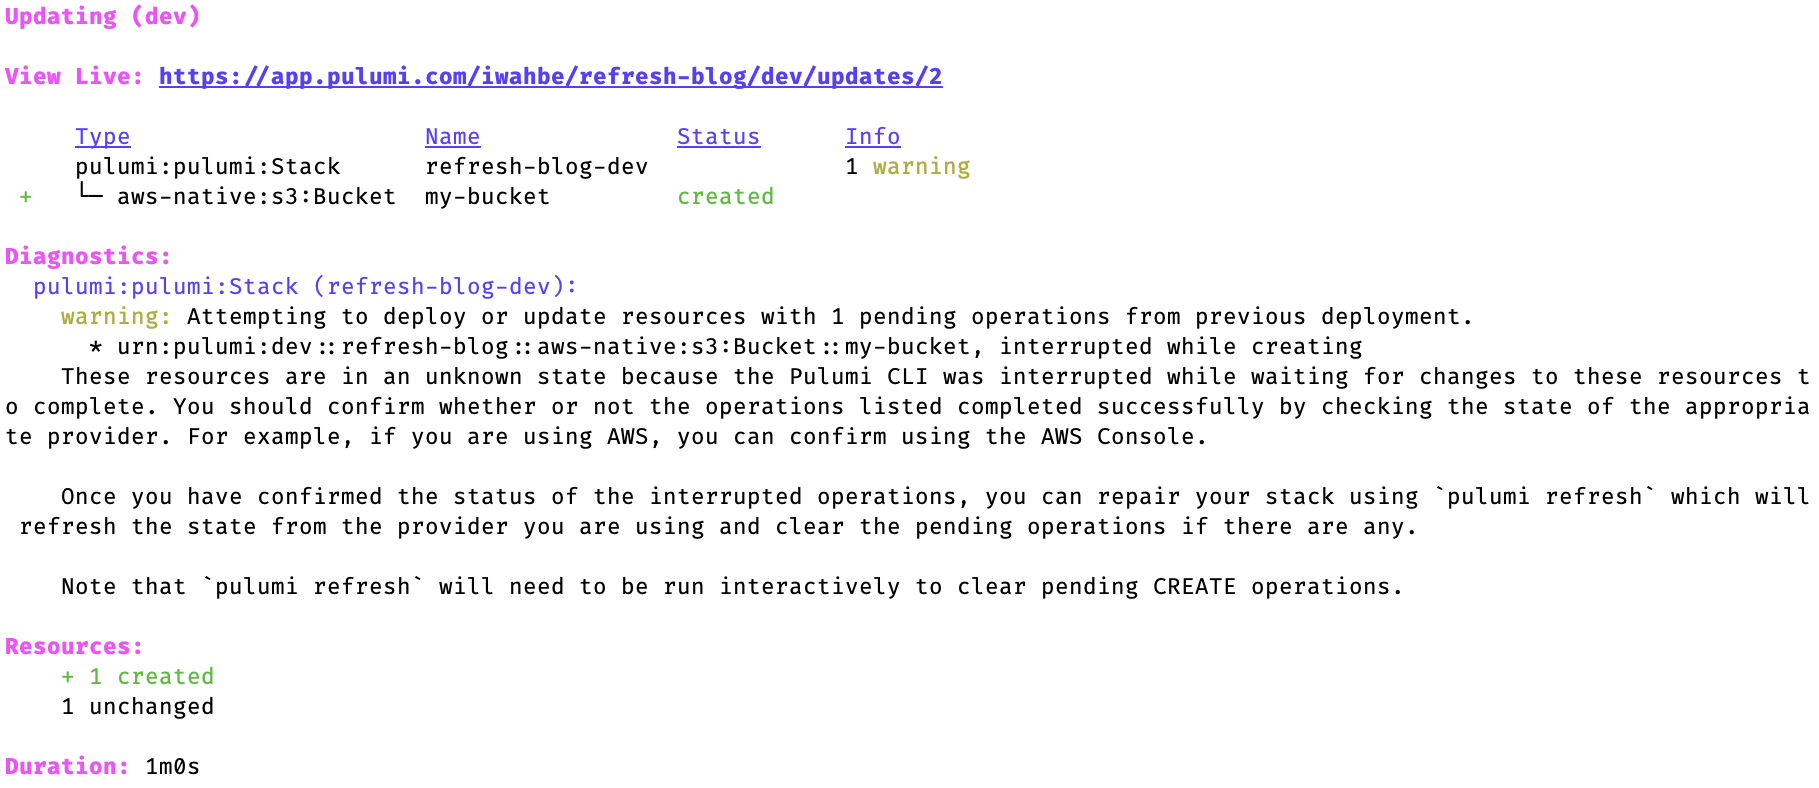 Updating (dev)
View Live: https://app.pulumi.com/iwahbe/refresh-blog/dev/updates/2
Type Name Status Info
pulumi:pulumi:Stack refresh-blog-dev 1 warning
+ └─ aws-native:s3:Bucket my-bucket created
Diagnostics:
pulumi:pulumi:Stack (refresh-blog-dev):
warning: Attempting to deploy or update resources with 1 pending operations from previous deployment.
* urn:pulumi:dev::refresh-blog::aws-native:s3:Bucket::my-bucket, interrupted while creating
These resources are in an unknown state because the Pulumi CLI was interrupted while waiting for changes to these resources t
o complete. You should confirm whether or not the operations listed completed successfully by checking the state of the appropria
te provider. For example, if you are using AWS, you can confirm using the AWS Console.
Once you have confirmed the status of the interrupted operations, you can repair your stack using `pulumi refresh` which will
refresh the state from the provider you are using and clear the pending operations if there are any.
Note that `pulumi refresh` will need to be run interactively to clear pending CREATE operations.
Resources:
+ 1 created
1 unchanged
Duration: 1m0s